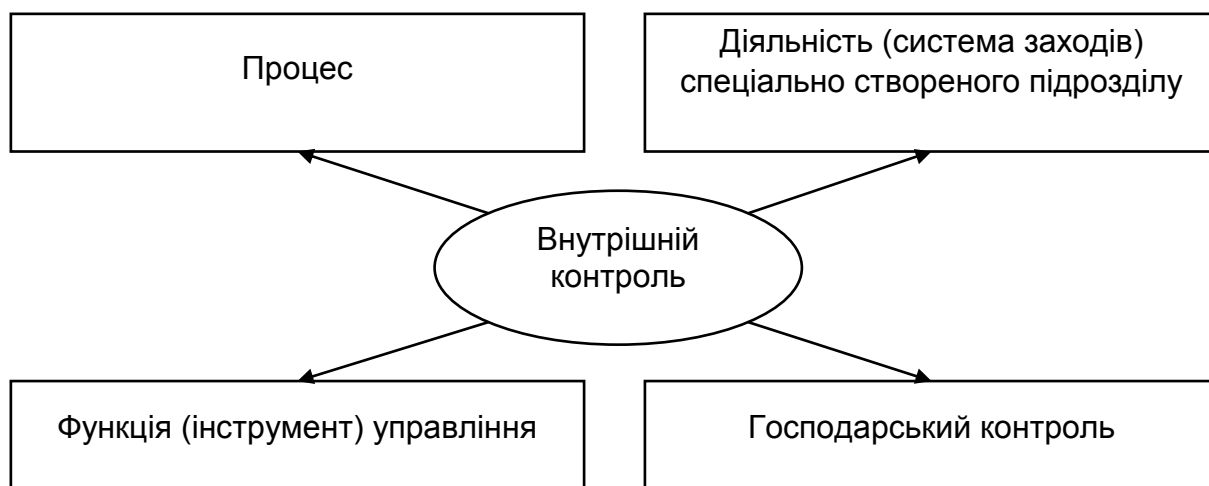 Процес
Діяльність (система заходів)
спеціально створеного підрозділу
Внутрішній
контроль
Функція (інструмент) управління
Господарський контроль